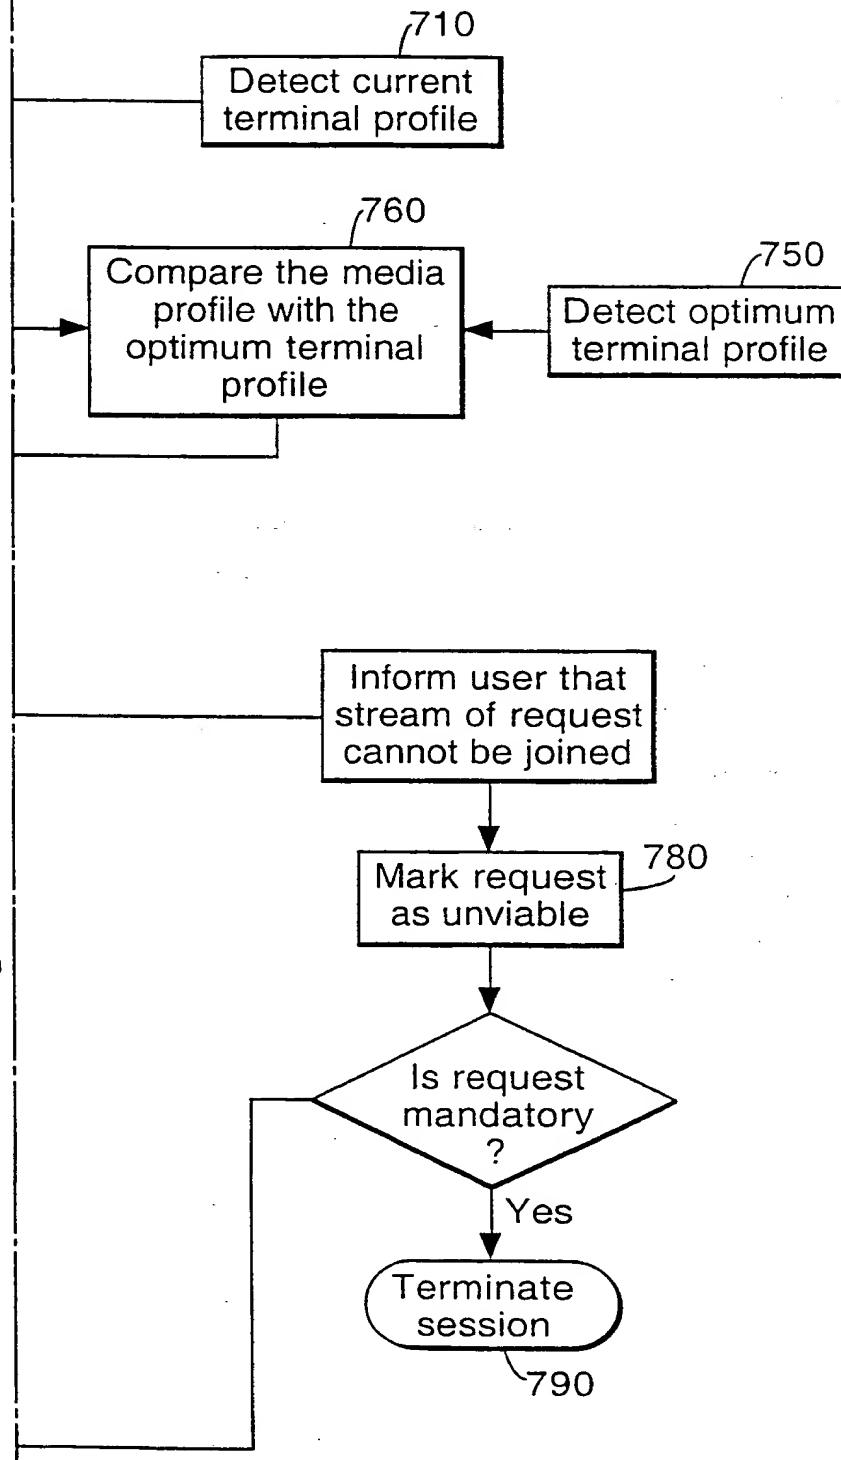 710
Detect current
terminal profile
760
Compare the media
profile with the
optimum terminal
profile
750
Detect optimum
terminal profile
Inform user that
stream of request
cannot be joined
780
Mark request
as unviable
Is request
mandatory
?
Yes
Terminate
session
790